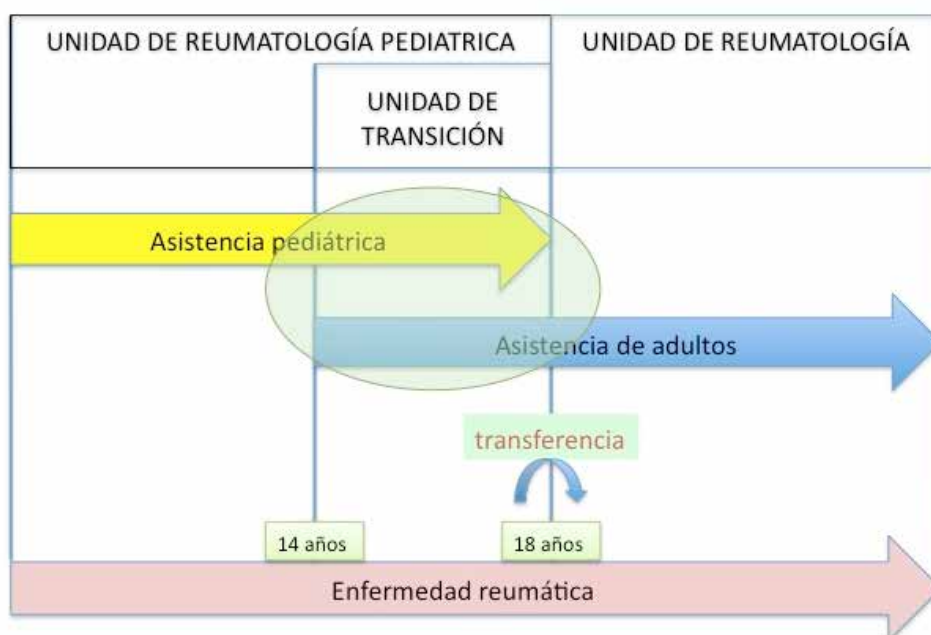 UNIDAD DE REUMATOLOGÍA PEDIATRICA
UNIDAD DE REUMATOLOGÍA
UNIDAD DE
TRANSICIÓN
Asistencia pediátrica
Asistencia de adultos
transferencia
14 años
18 años
Enfermedad reumática